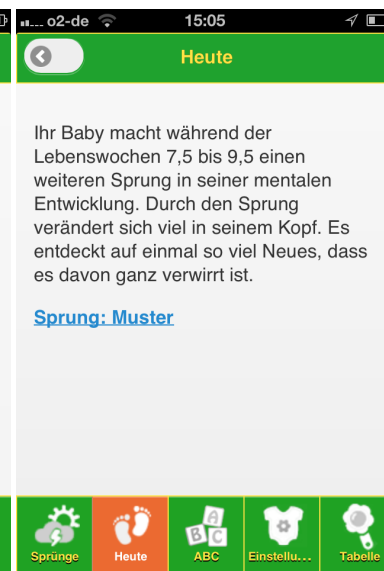 o2-de 15:05
Heute
Ihr Baby macht während der
Lebenswochen 7,5 bis 9,5 einen
weiteren Sprung in seiner mentalen
Entwicklung. Durch den Sprung
verändert sich viel in seinem Kopf. Es
entdeckt auf einmal so viel Neues, dass
es davon ganz verwirrt ist.
Sprung: Muster
A
B C
Sprünge Heute ABC Einstellu... Tabelle